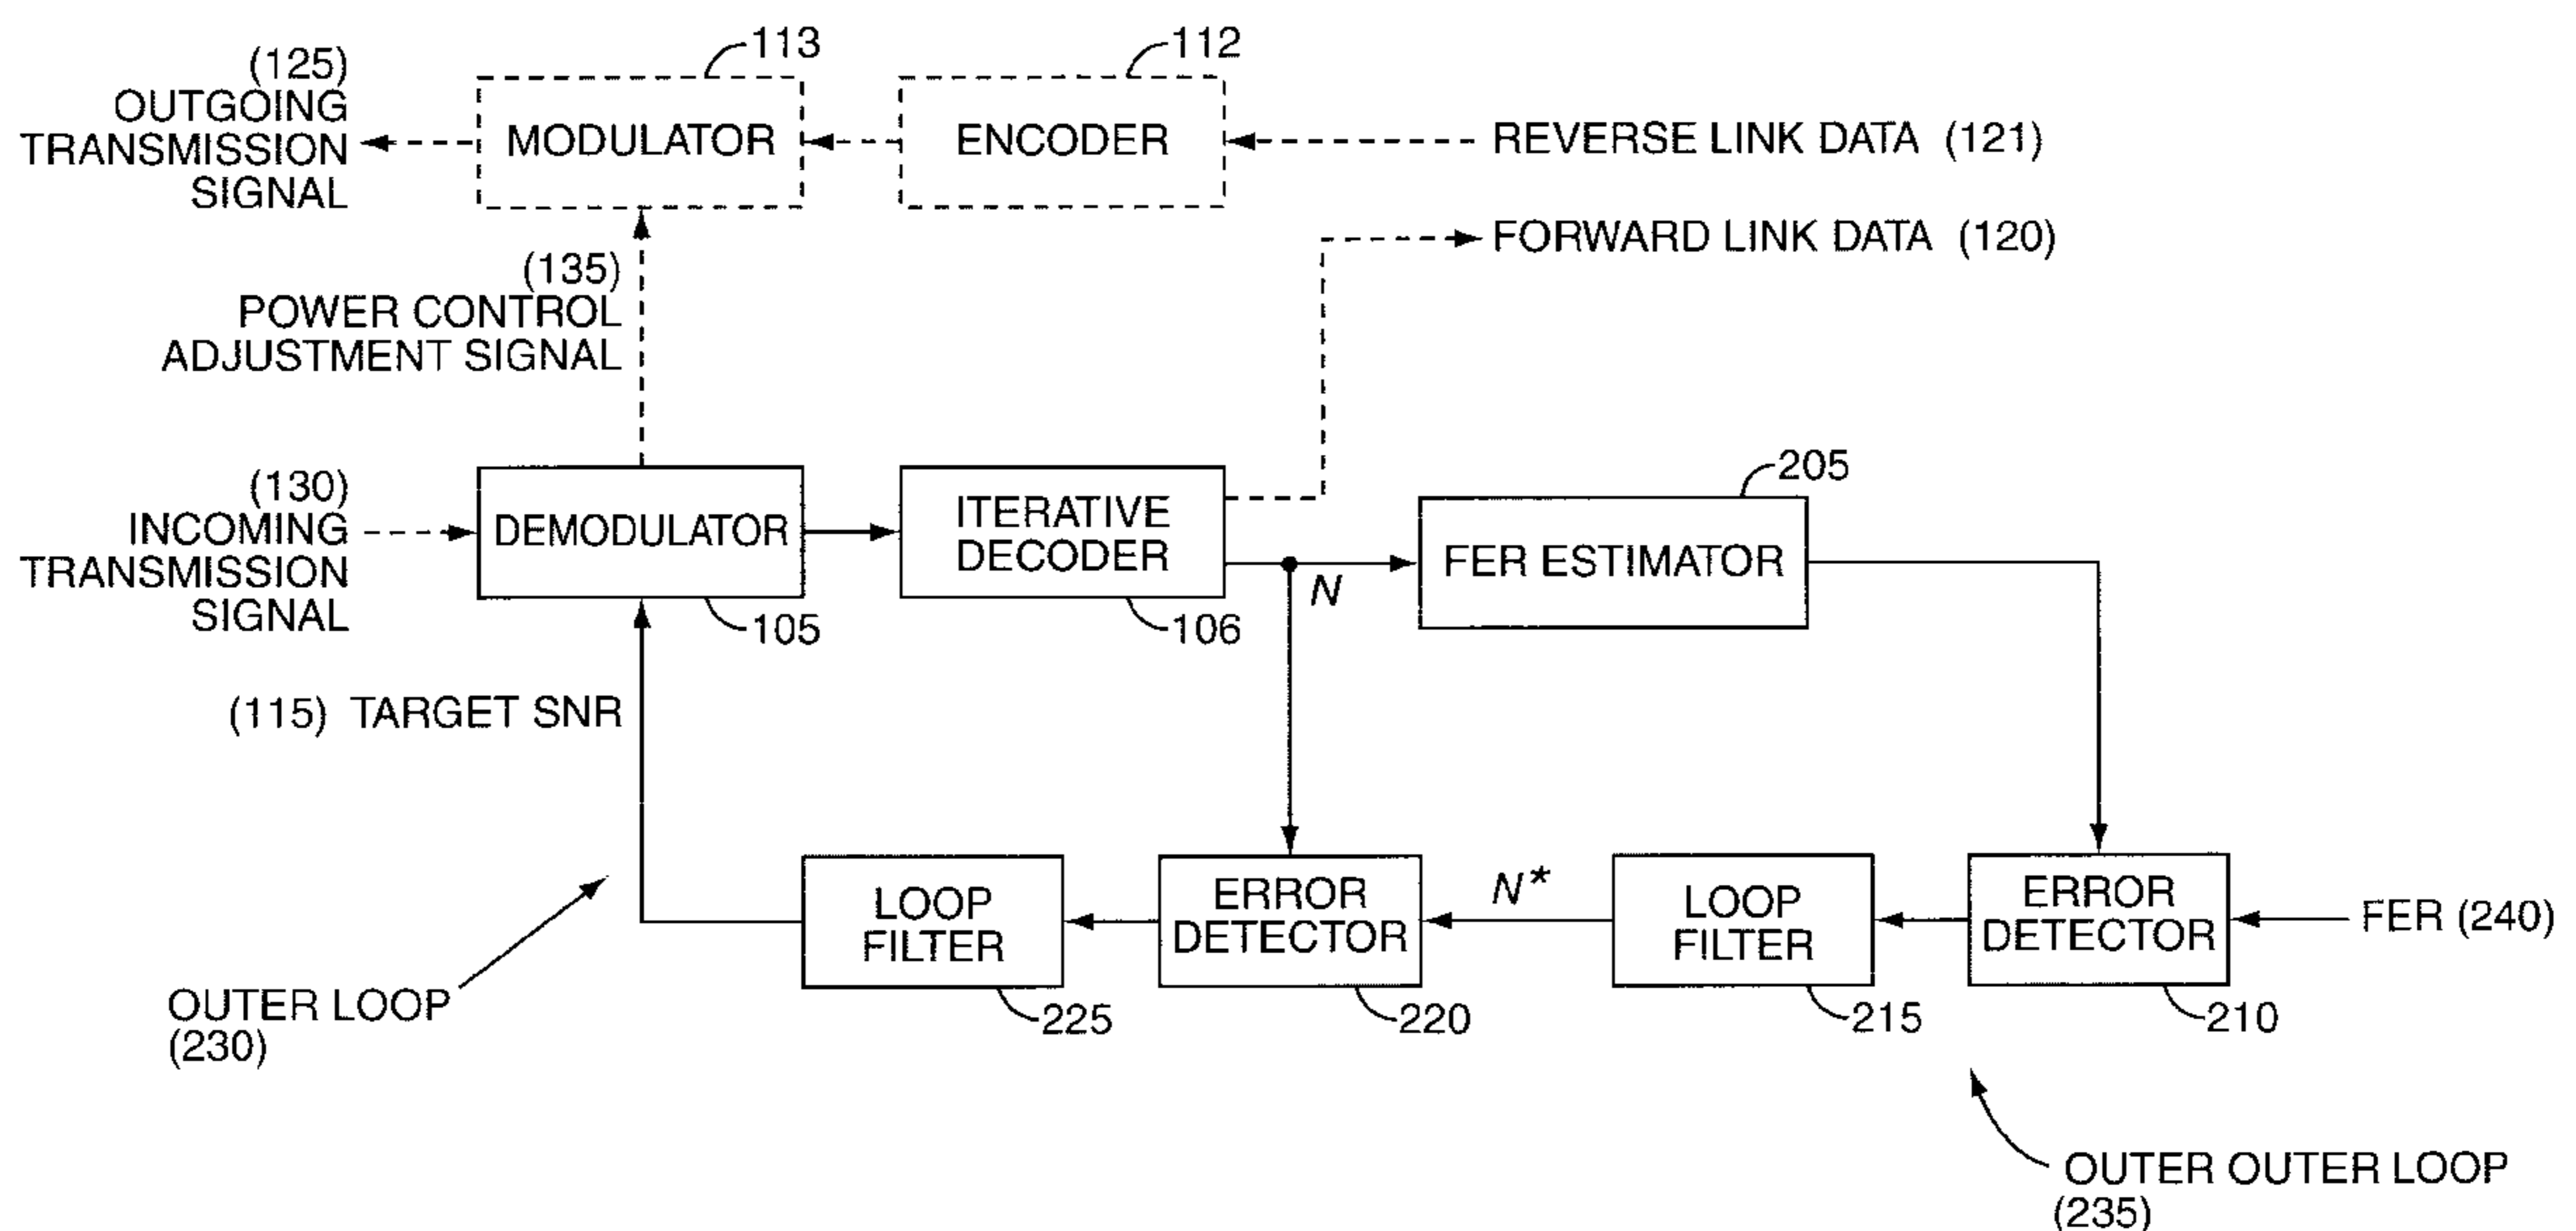 113
112
(125)
OUTGOING
TRANSMISSION
SIGNAL
MODULATOR
ENCODER
REVERSE LINK DATA (121)
FORWARD LINK DATA (120)
(135)
POWER CONTROL
ADJUSTMENT SIGNAL
(130)
INCOMING
TRANSMISSION
SIGNAL
DEMODULATOR
105
ITERATIVE
DECODER
106
N
205
FER ESTIMATOR
(115) TARGET SNR
LOOP
FILTER
225
ERROR
DETECTOR
220
N*
LOOP
FILTER
215
ERROR
DETECTOR
210
FER (240)
OUTER LOOP
(230)
OUTER OUTER LOOP
(235)